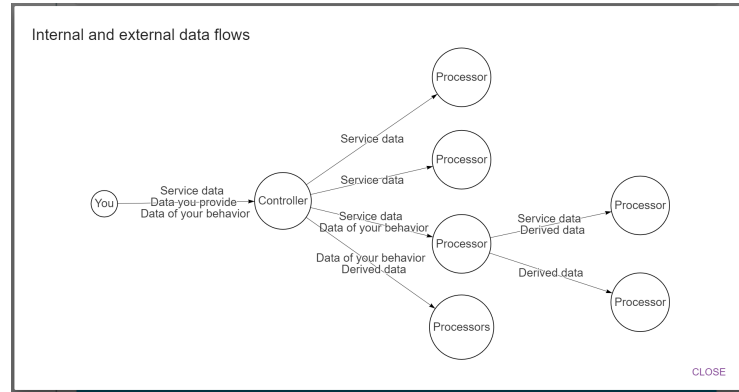 Internal and external data flows
Processor
Service data
Processor
Service data
You
Service data
Data you provide
Data of your behavior
Controller
Service data
Data of your behavior
Processor
Service data
Derived data
Processor
Data of your behavior
Derived data
Derived data
Processor
Processors
CLOSE